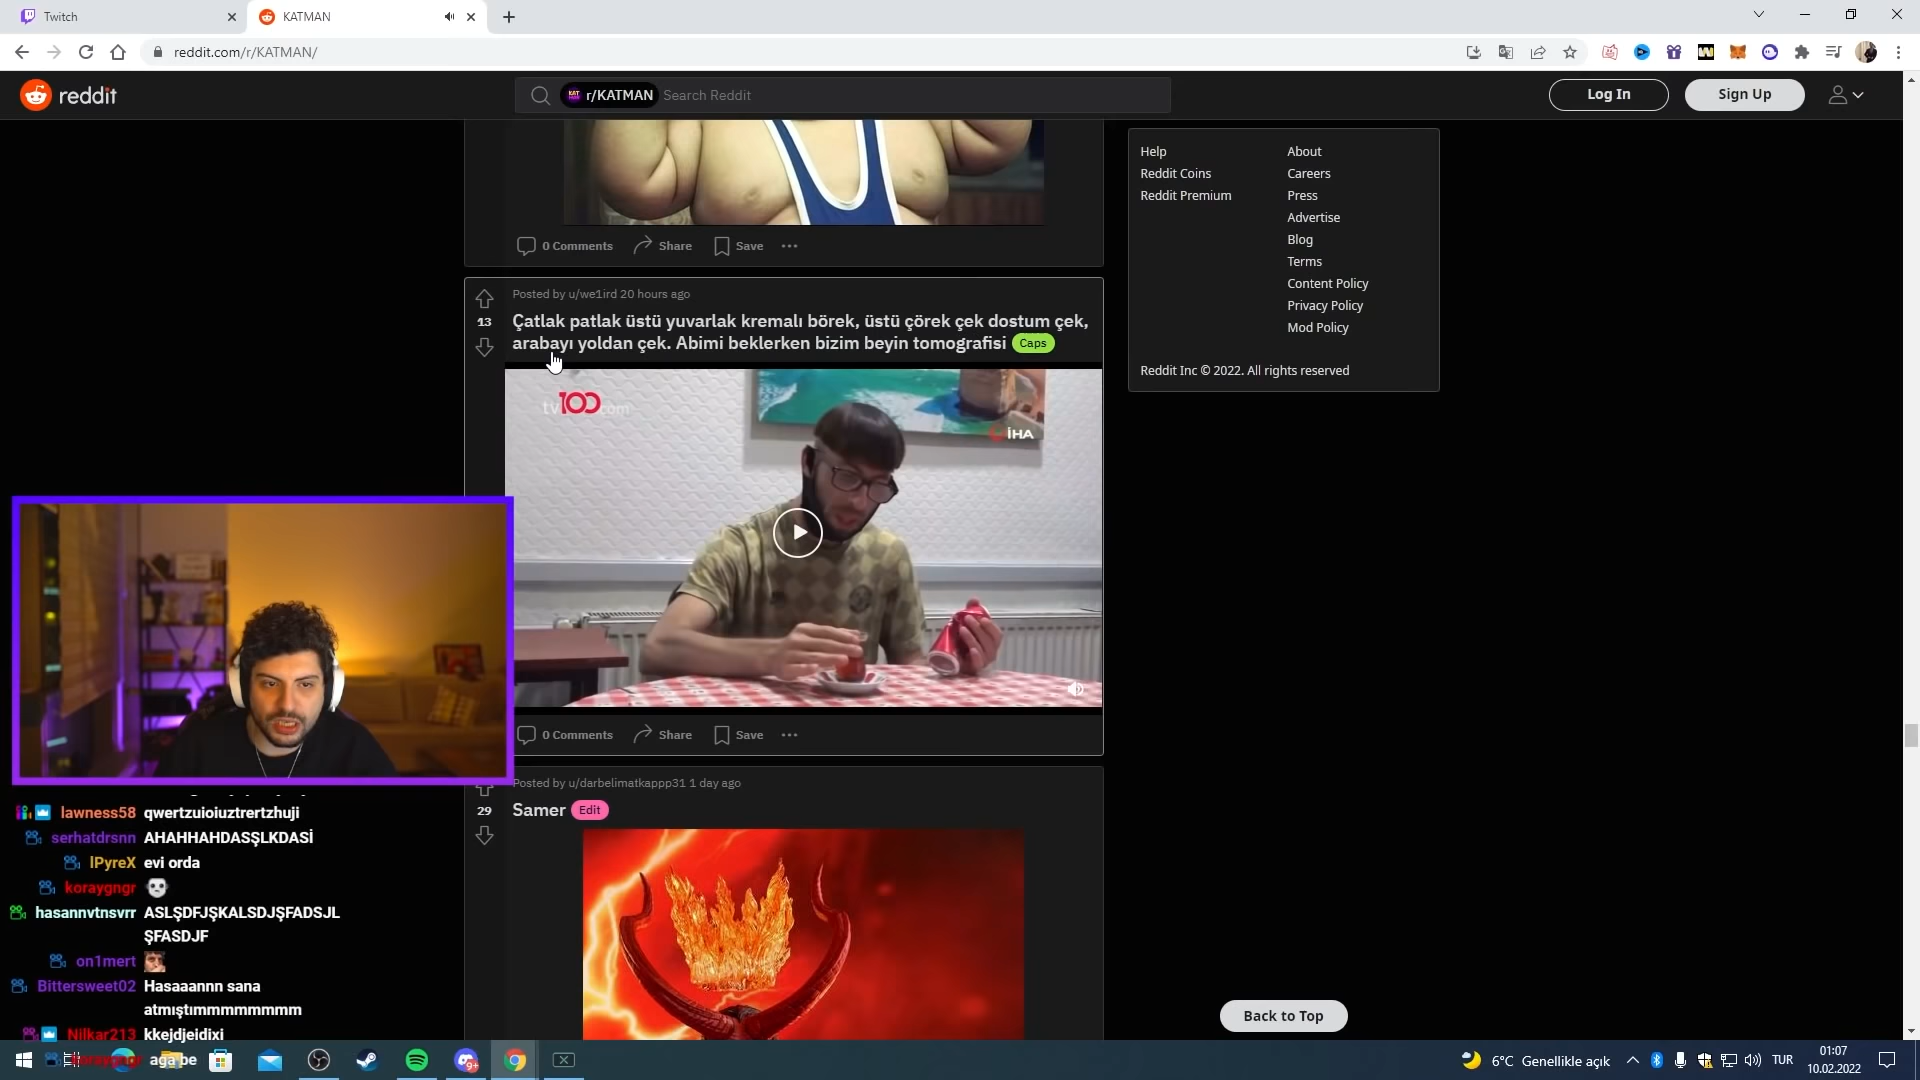 Twitch
KATMAN
reddit.com/r/KATMAN/
reddit
r/KATMAN
Search Reddit
Log In
Sign Up
0 Comments
Share
Save
Help
About
Reddit Coins
Careers
Reddit Premium
Press
Advertise
Blog
Terms
Content Policy
Privacy Policy
Mod Policy
Reddit Inc © 2022. All rights reserved
Posted by u/we1ird 20 hours ago
13
Çatlak patlak üstü yuvarlak kremalı börek, üstü çörek çek dostum çek,
arabayı yoldan çek. Abimi beklerken bizim beyin tomografisi
Caps
tv100.com
İHA
0 Comments
Share
Save
Posted by u/darbelimatkappp31 1 day ago
29
Samer
Edit
lawness58 qwertzuioiuztrertzhuji
serhatdrsnn AHAHHAHDASŞLKDASİ
IPyreX evi orda
koraygngr
hasannvtnsvrr ASLŞDFJŞKALSDJŞFADSJL
ŞFASDJF
on1mert
Bittersweet02 Hasaaannn sana
atmıştımmmmmmmm
Nilkar213 kkejdjeidixi
koraygngr aga be
Back to Top
9+
6°C Genellikle açık
TUR
01:07
10.02.2022